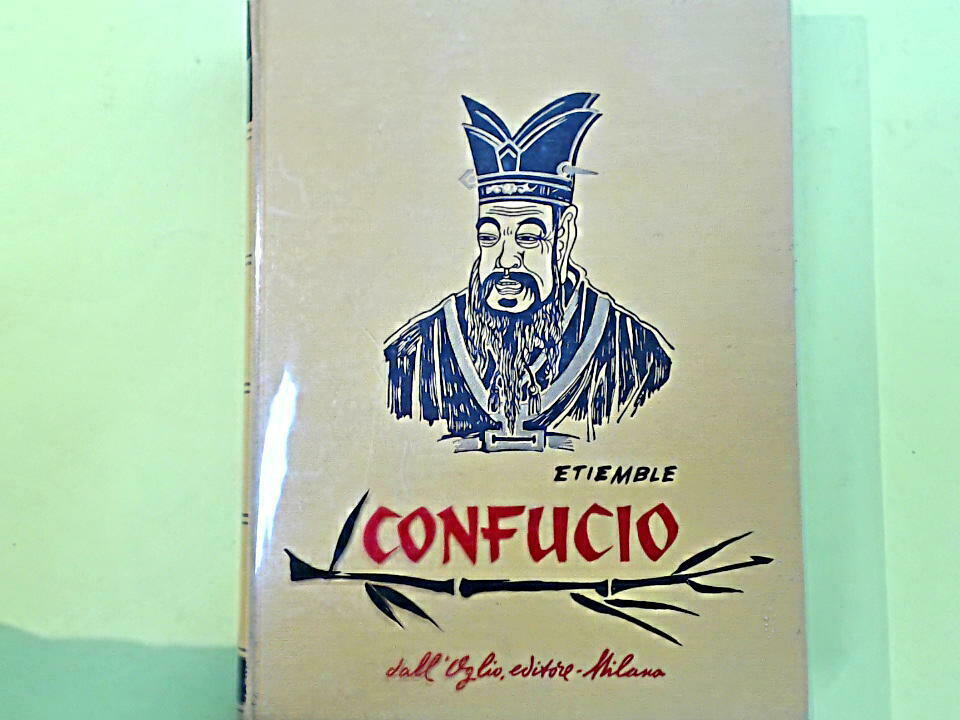 ETIEMBLE
CONFUCIO
dall'Oglio, editore - Milano